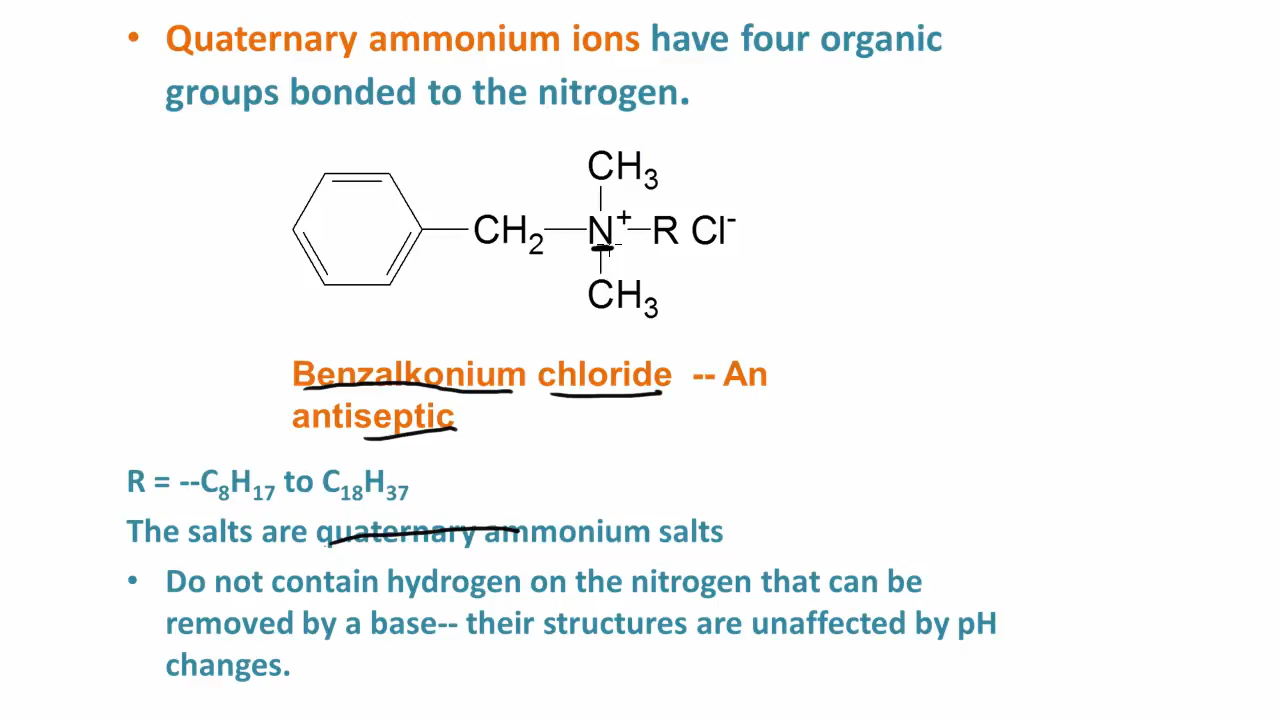 • Quaternary ammonium ions have four organic
groups bonded to the nitrogen.
CH₃
CH₂ N⁺ R Cl⁻
CH₃
Benzalkonium chloride -- An
antiseptic
R = --C₈H₁₇ to C₁₈H₃₇
The salts are quaternary ammonium salts
• Do not contain hydrogen on the nitrogen that can be
removed by a base-- their structures are unaffected by pH
changes.